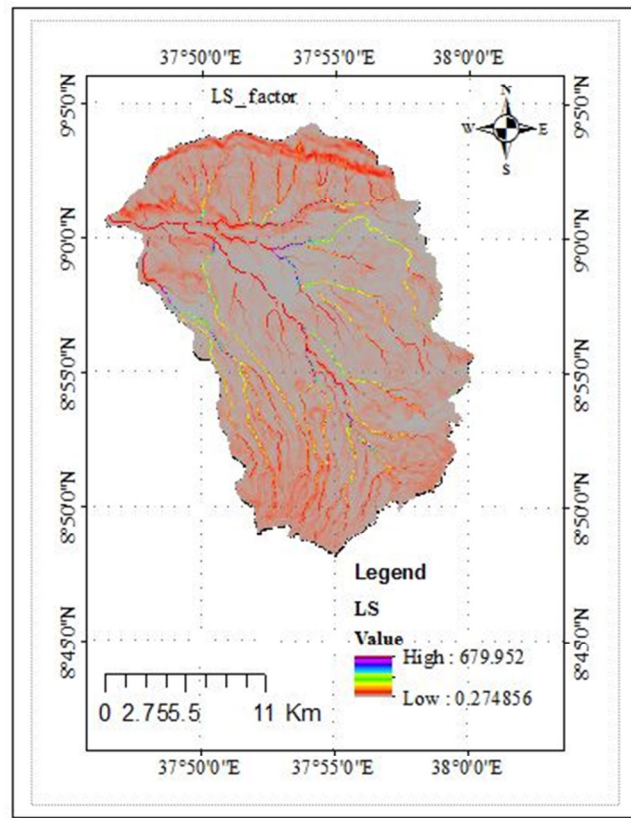 37°50'0"E 37°55'0"E 38°0'0"E
LS_factor
N
W E
S
9°5'0"N 9°5'0"N
9°0'0"N 9°0'0"N
8°55'0"N 8°55'0"N
8°50'0"N 8°50'0"N
8°45'0"N 8°45'0"N
Legend
LS
Value
High : 679.952
Low : 0.274856
0 2.755.5 11 Km
37°50'0"E 37°55'0"E 38°0'0"E